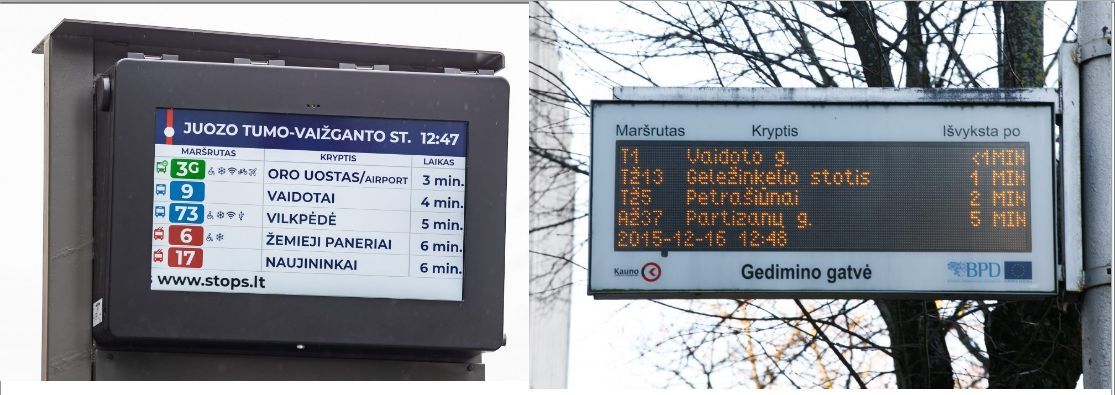 JUOZO TUMO-VAIŽGANTO ST. 12:47
MARŠRUTAS KRYPTIS LAIKAS
3G ORO UOSTAS/AIRPORT 3 min.
9 VAIDOTAI 4 min.
73 VILKPĖDĖ 5 min.
6 ŽEMIEJI PANERIAI 6 min.
17 NAUJININKAI 6 min.
www.stops.lt
Maršrutas Kryptis Išvyksta po
T1 Vaidoto g. <1MIN
TŽ13 Geležinkelio stotis 1 MIN
TŽ5 Petrašiūnai 2 MIN
AŽ37 Partizanų g. 5 MIN
2015-12-16 12:48
Kauno Gedimino gatvė BPD